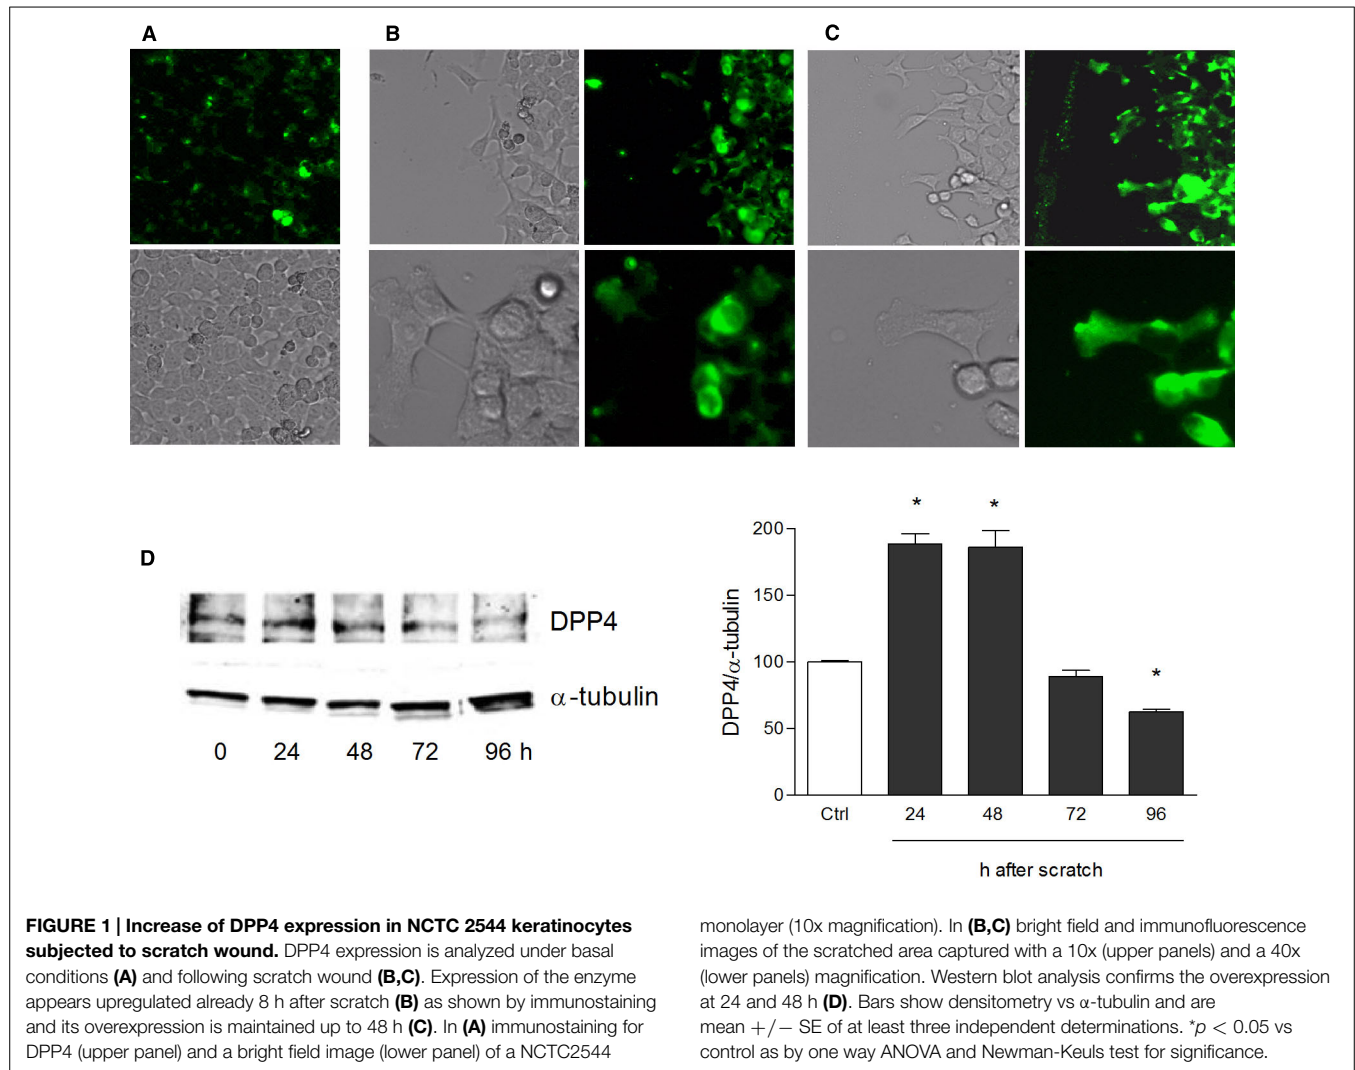 A
B
C
D
DPP4
α-tubulin
0 24 48 72 96 h
DPP4/α-tubulin
200
150
100
50
0
*
*
*
Ctrl 24 48 72 96
h after scratch
FIGURE 1 | Increase of DPP4 expression in NCTC 2544 keratinocytes
subjected to scratch wound. DPP4 expression is analyzed under basal
conditions (A) and following scratch wound (B,C). Expression of the enzyme
appears upregulated already 8 h after scratch (B) as shown by immunostaining
and its overexpression is maintained up to 48 h (C). In (A) immunostaining for
DPP4 (upper panel) and a bright field image (lower panel) of a NCTC2544
monolayer (10x magnification). In (B,C) bright field and immunofluorescence
images of the scratched area captured with a 10x (upper panels) and a 40x
(lower panels) magnification. Western blot analysis confirms the overexpression
at 24 and 48 h (D). Bars show densitometry vs α-tubulin and are
mean +/− SE of at least three independent determinations. *p < 0.05 vs
control as by one way ANOVA and Newman-Keuls test for significance.